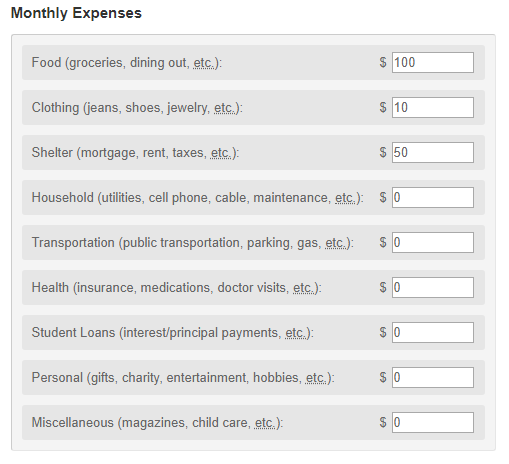 Monthly Expenses
Food (groceries, dining out, etc.): $ 100
Clothing (jeans, shoes, jewelry, etc.): $ 10
Shelter (mortgage, rent, taxes, etc.): $ 50
Household (utilities, cell phone, cable, maintenance, etc.): $ 0
Transportation (public transportation, parking, gas, etc.): $ 0
Health (insurance, medications, doctor visits, etc.): $ 0
Student Loans (interest/principal payments, etc.): $ 0
Personal (gifts, charity, entertainment, hobbies, etc.): $ 0
Miscellaneous (magazines, child care, etc.): $ 0